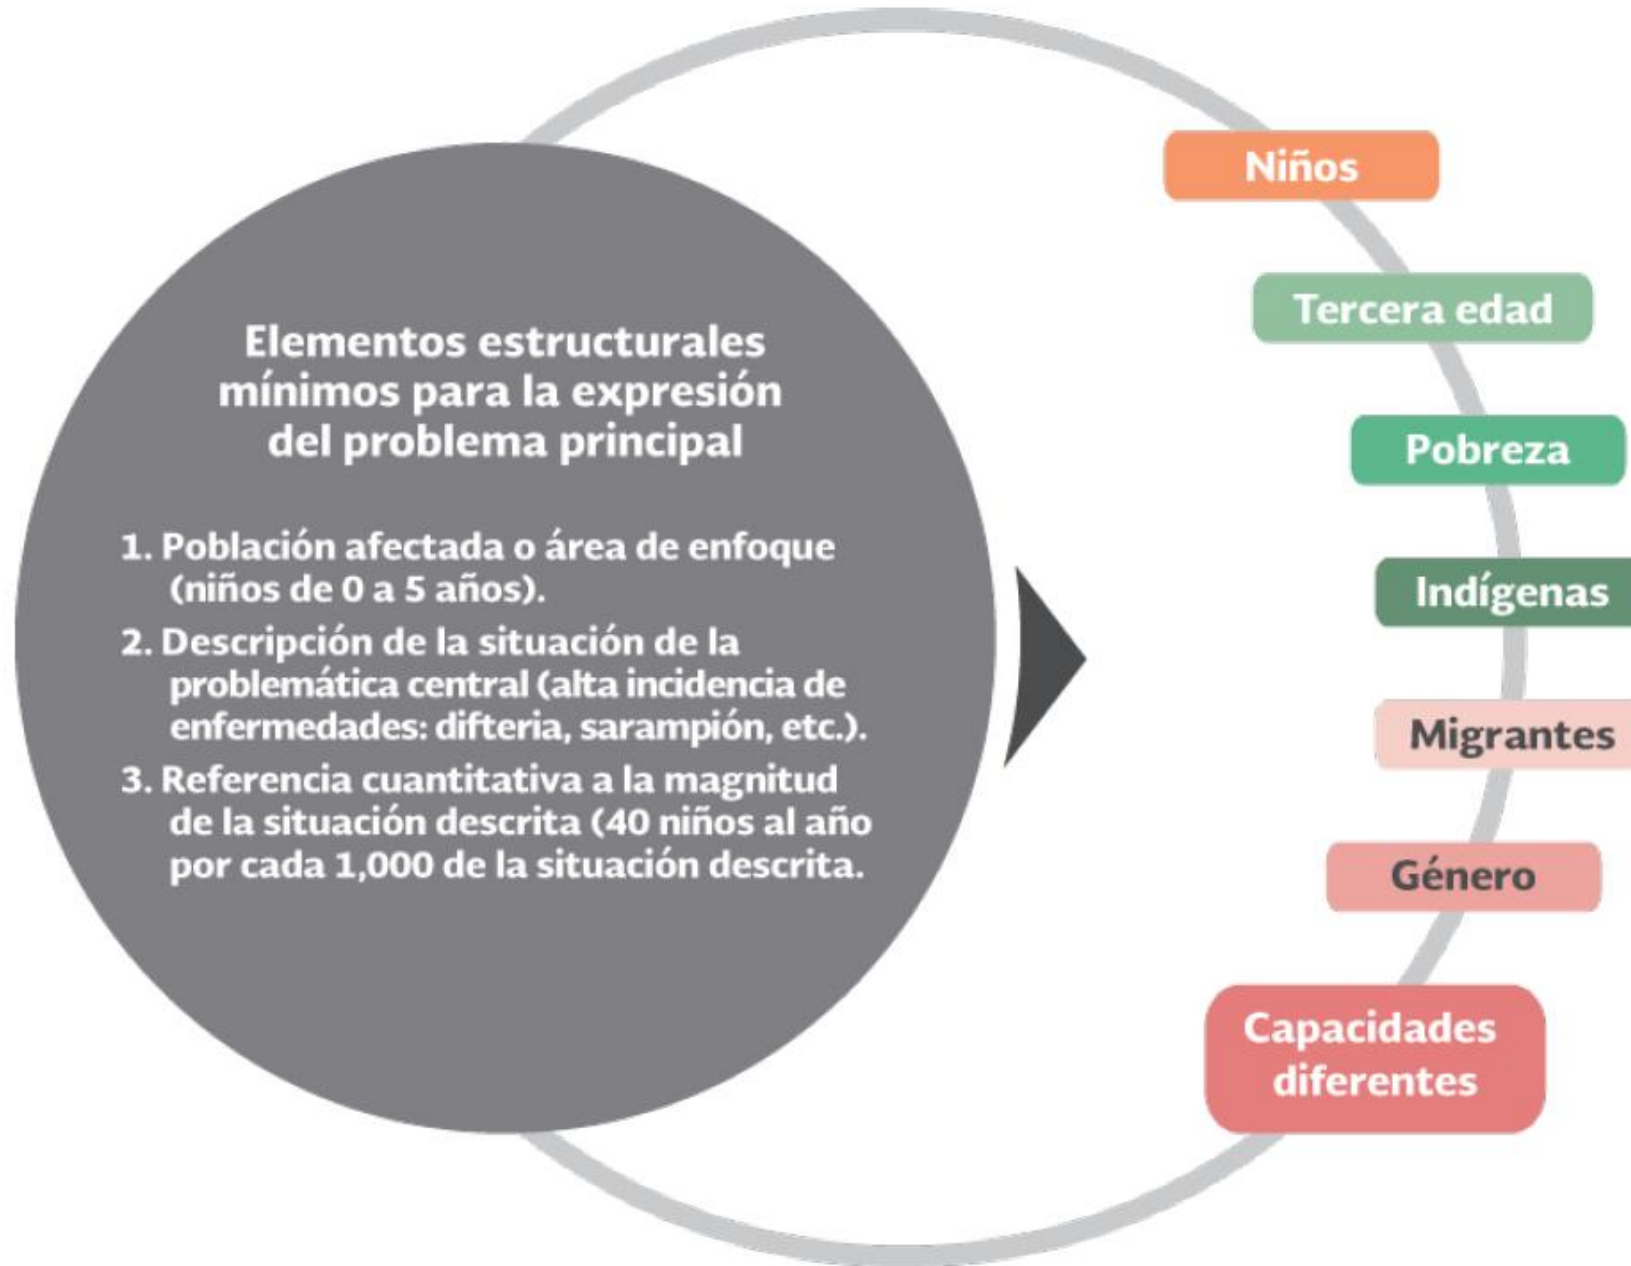 Elementos estructurales
mínimos para la expresión
del problema principal
1. Población afectada o área de enfoque
(niños de 0 a 5 años).
2. Descripción de la situación de la
problemática central (alta incidencia de
enfermedades: difteria, sarampión, etc.).
3. Referencia cuantitativa a la magnitud
de la situación descrita (40 niños al año
por cada 1,000 de la situación descrita.
Niños
Tercera edad
Pobreza
Indígenas
Migrantes
Género
Capacidades
diferentes